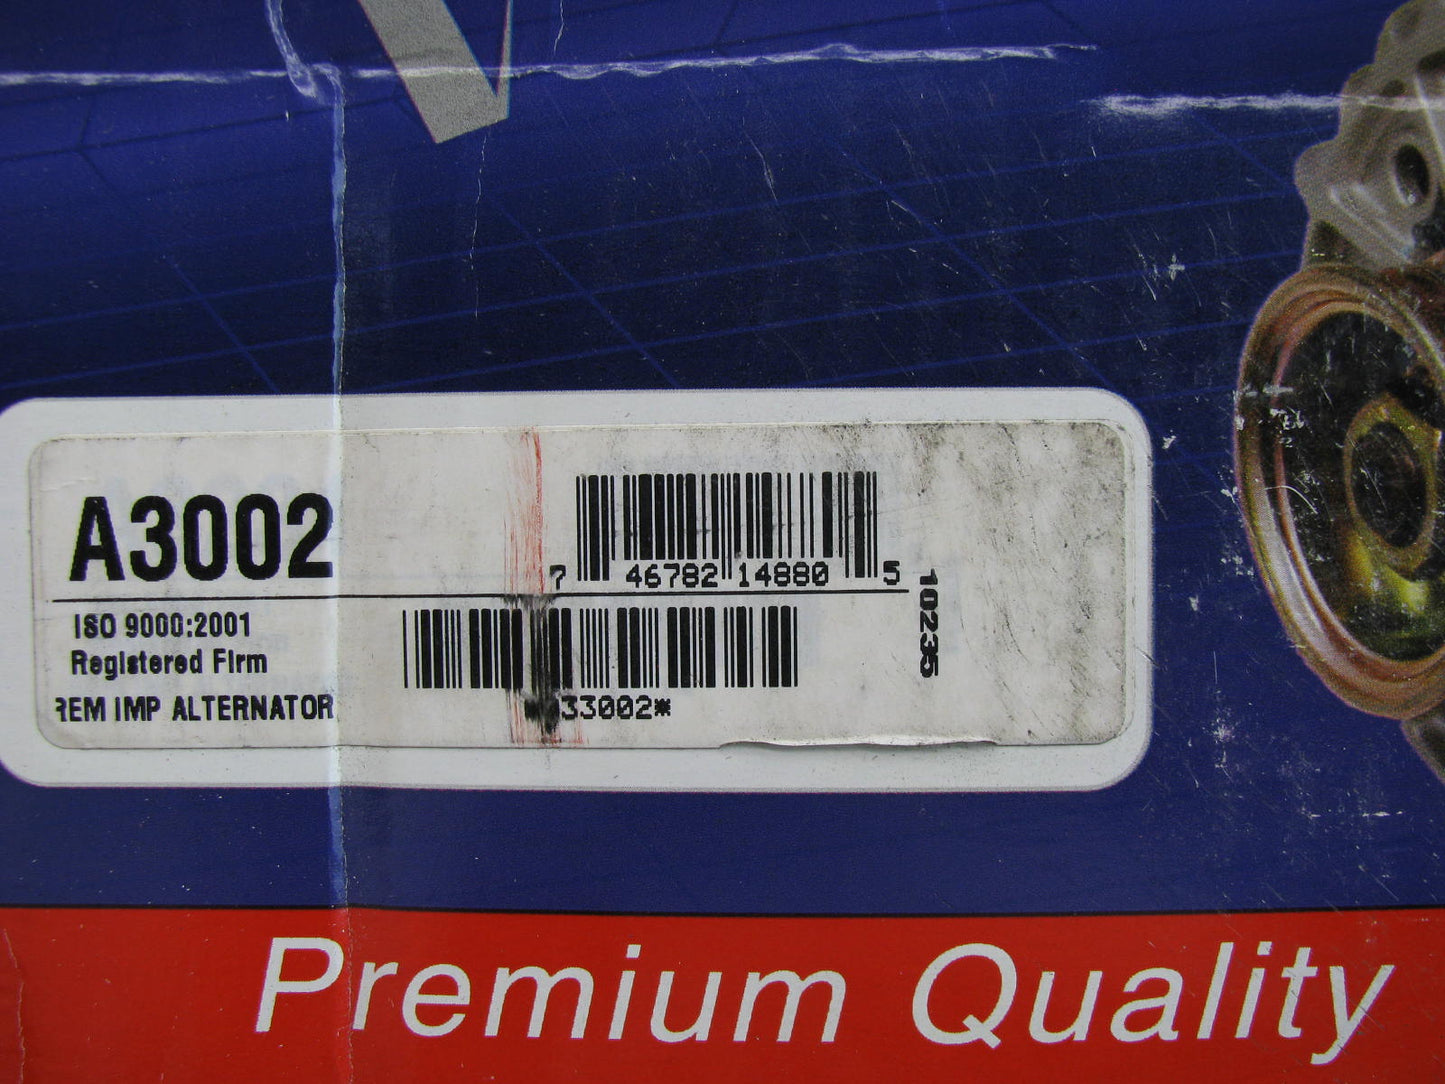 A3002
7 46782 14880 5
10235
ISO 9000:2001
Registered Firm
REM IMP ALTERNATOR
33002*
Premium Quality